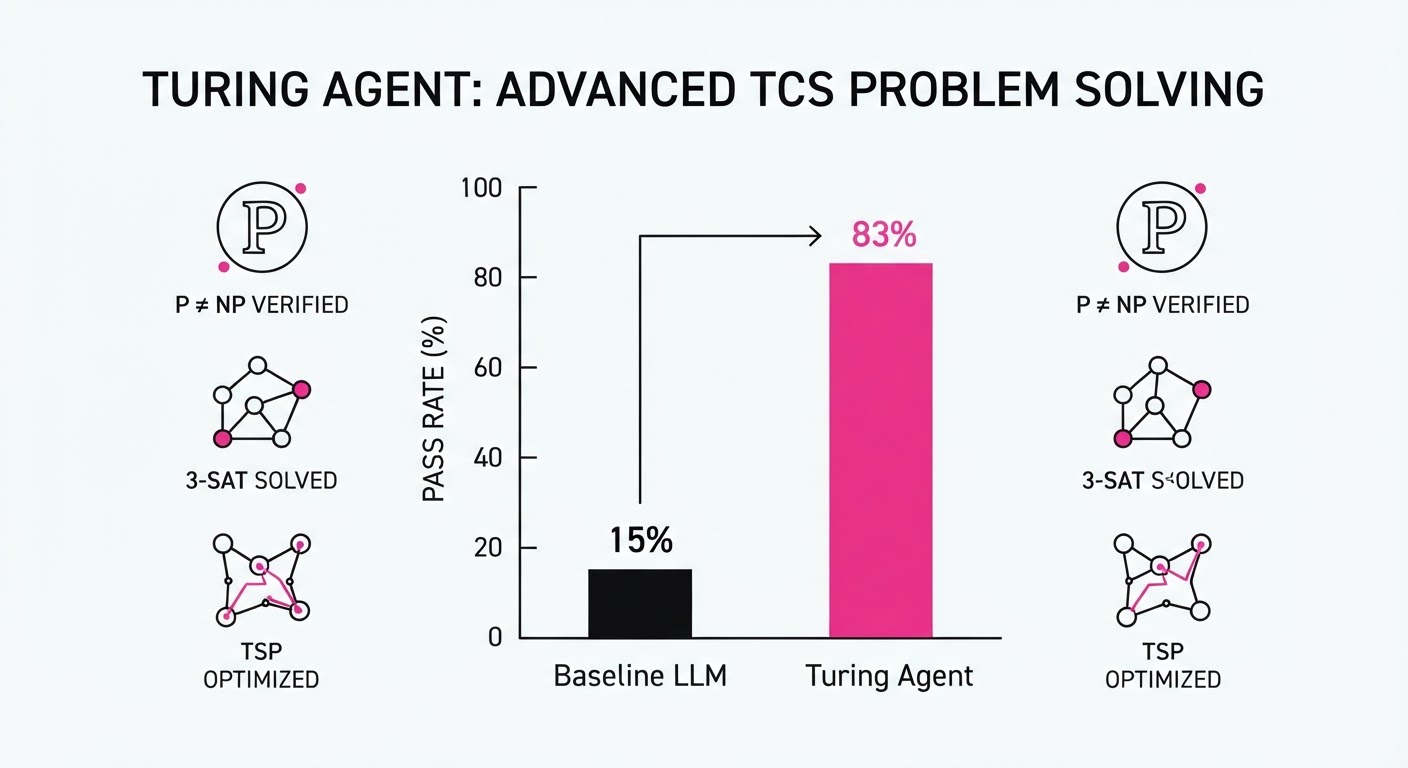 TURING AGENT: ADVANCED TCS PROBLEM SOLVING
P ≠ NP VERIFIED
3-SAT SOLVED
TSP
OPTIMIZED
PASS RATE (%)
100
80
60
40
20
0
15%
83%
Baseline LLM
Turing Agent
P ≠ NP VERIFIED
3-SAT
TSP
OPTIMIZED
P
P